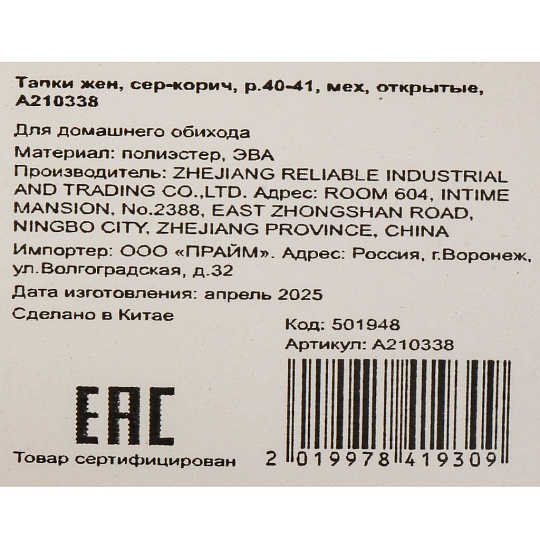 Тапки жен, сер-корич, р.40-41, мех, открытые,
A210338
Для домашнего обихода
Материал: полиэстер, ЭВА
Производитель: ZHEJIANG RELIABLE INDUSTRIAL
AND TRADING CO.,LTD. Адрес: ROOM 604, INTIME
MANSION, No.2388, EAST ZHONGSHAN ROAD,
NINGBO CITY, ZHEJIANG PROVINCE, CHINA
Импортер: ООО «ПРАЙМ». Адрес: Россия, г.Воронеж,
ул.Волгоградская, д.32
Дата изготовления: апрель 2025
Сделано в Китае
Код: 501948
Артикул: A210338
EAC
Товар сертифицирован
2 019978 419309